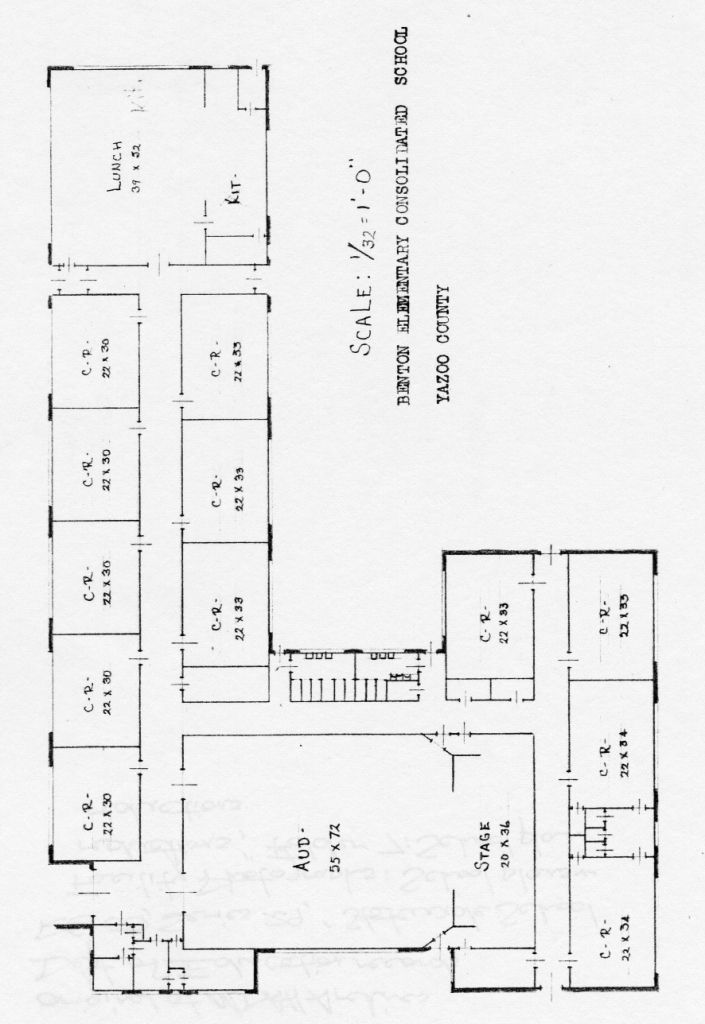 C-R-
22 X 30
C-R-
22 X 30
C-R-
22 X 30
C-R-
22 X 30
C-R-
22 X 30
LUNCH
39 X 52
Kit.
KIT-
C-R-
22 X 33
C-R-
22 X 33
C-R-
22 X 33
AUD-
55 X 72
SCALE: 1/32 = 1'-0"
BENTON ELEMENTARY CONSOLIDATED SCHOOL
YAZOO COUNTY
STAGE
20 X 36
C-R-
22 X 33
C-R-
22 X 34
C-R-
22 X 34
C-R-
22 X 33